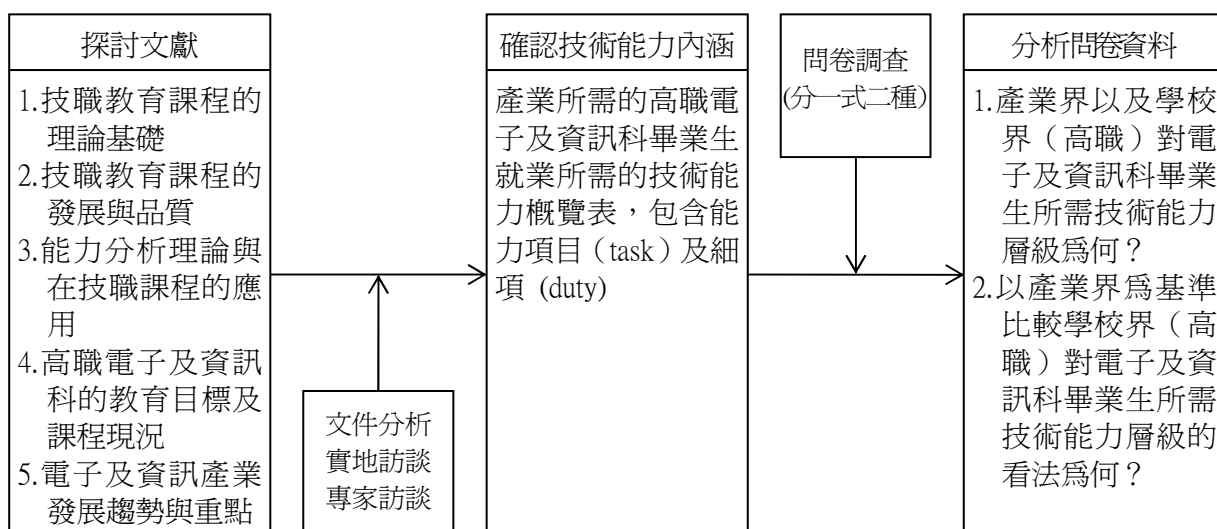 探討文獻
1.技職教育課程的
理論基礎
2.技職教育課程的
發展與品質
3.能力分析理論與
在技職課程的應
用
4.高職電子及資訊
科的教育目標及
課程現況
5.電子及資訊產業
發展趨勢與重點
文件分析
實地訪談
專家訪談
確認技術能力內涵
產業所需的高職電
子及資訊科畢業生
就業所需的技術能
力概覽表，包含能
力項目（task）及細
項 (duty)
問卷調查
(分一式二種)
分析問卷資料
1.產業界以及學校
界（高職）對電
子及資訊科畢業
生所需技術能力
層級為何？
2.以產業界為基準
比較學校界（高
職）對電子及資
訊科畢業生所需
技術能力層級的
看法為何？